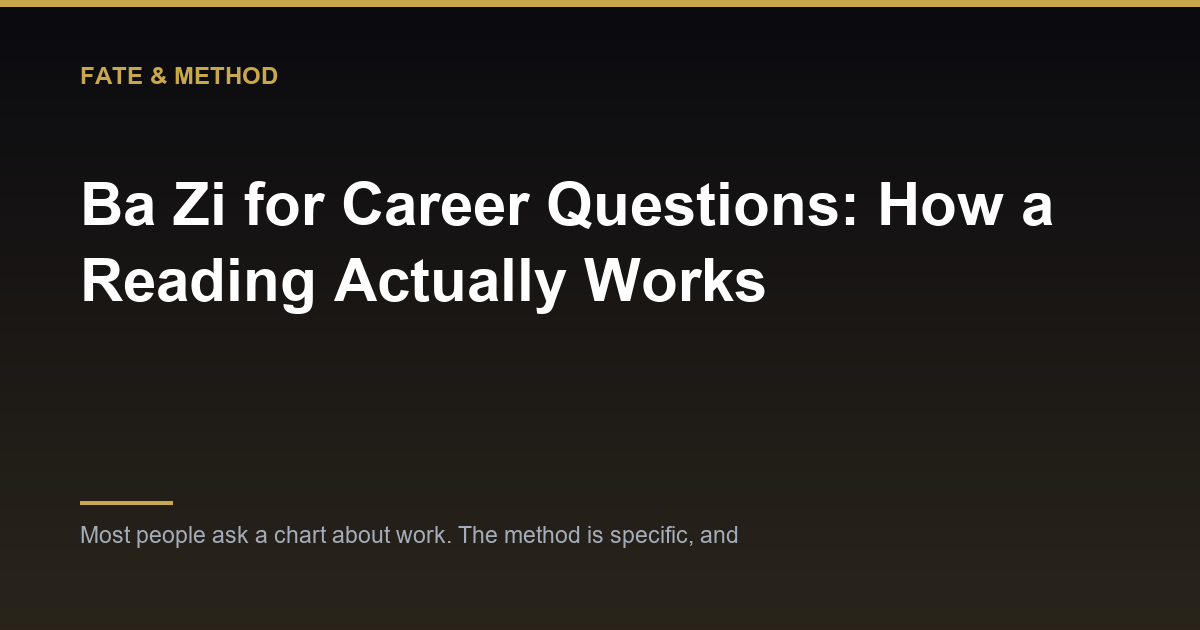 FATE & METHOD
Ba Zi for Career Questions: How a
Reading Actually Works
Most people ask a chart about work. The method is specific, and